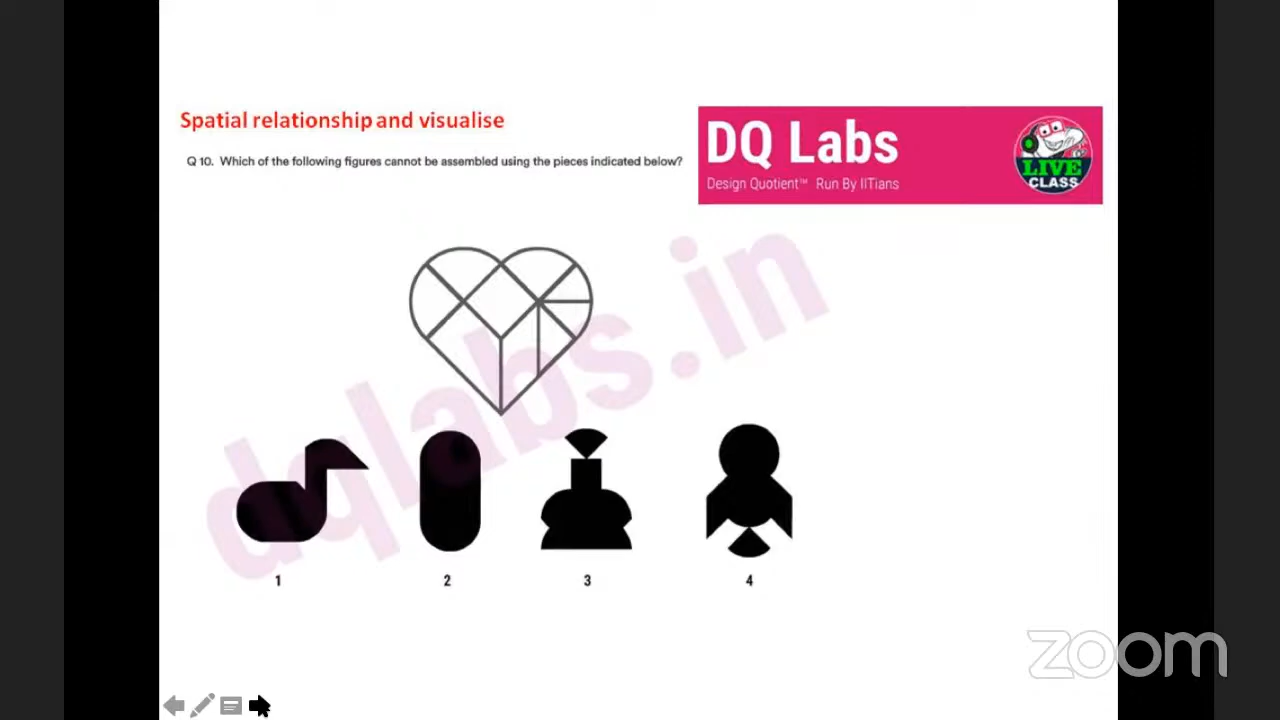 Spatial relationship and visualise
Q 10. Which of the following figures cannot be assembled using the pieces indicated below?
DQ Labs
Design Quotient™ Run By IITians
LIVE
CLASS
dqlabs.in
1 2 3 4
zoom